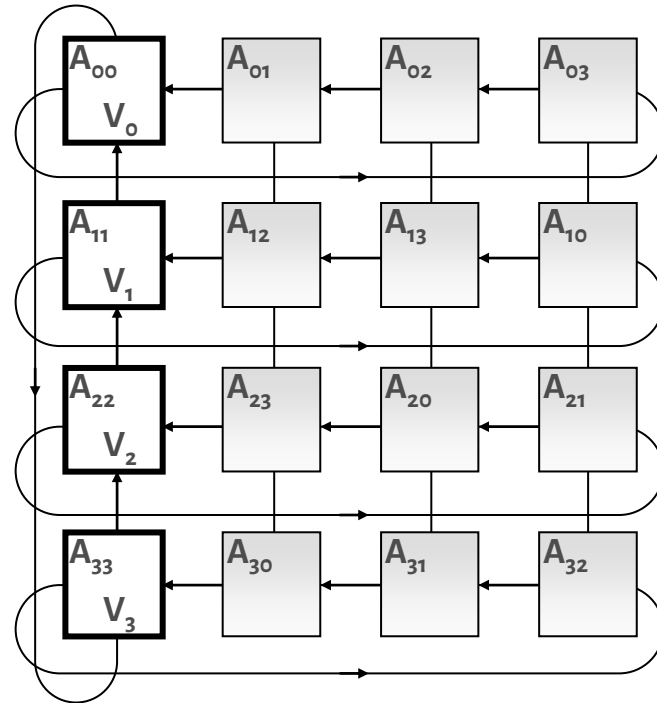 A₀₀ A₀₁ A₀₂ A₀₃
V₀
A₁₁ A₁₂ A₁₃ A₁₀
V₁
A₂₂ A₂₃ A₂₀ A₂₁
V₂
A₃₃ A₃₀ A₃₁ A₃₂
V₃